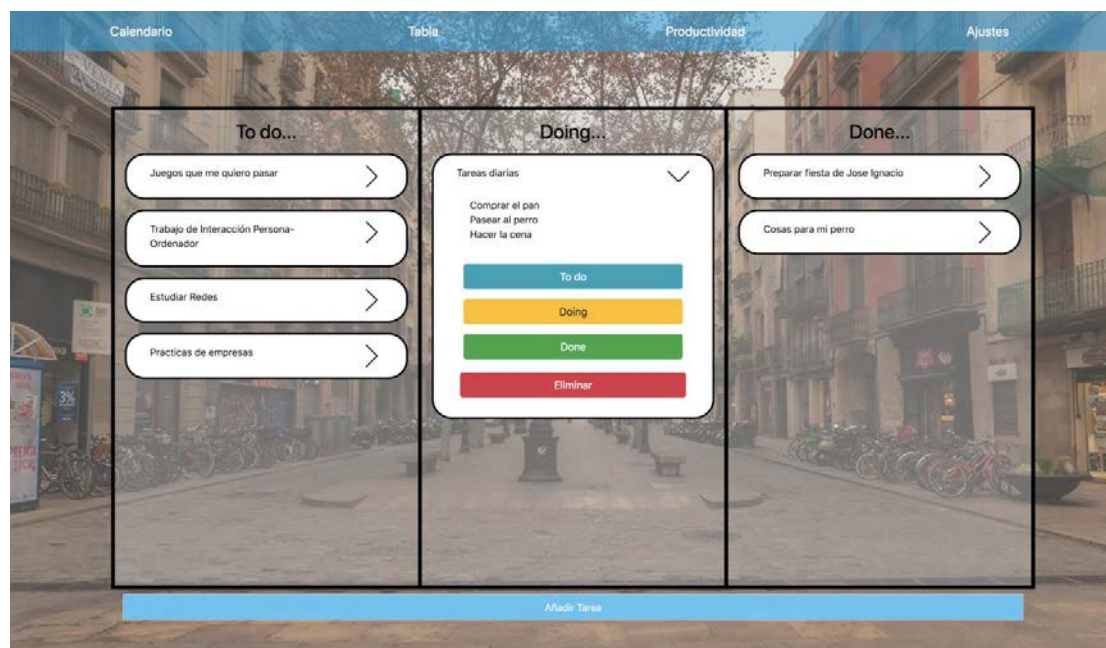 Calendario
Tabla
Productividad
Ajustes
To do...
Juegos que me quiero pasar
Trabajo de Interacción Persona-
Ordenador
Estudiar Redes
Practicas de empresas
Doing...
Tareas diarias
Comprar el pan
Pasear al perro
Hacer la cena
To do
Doing
Done
Eliminar
Done...
Preparar fiesta de Jose Ignacio
Cosas para mi perro
Añadir Tarea
3%